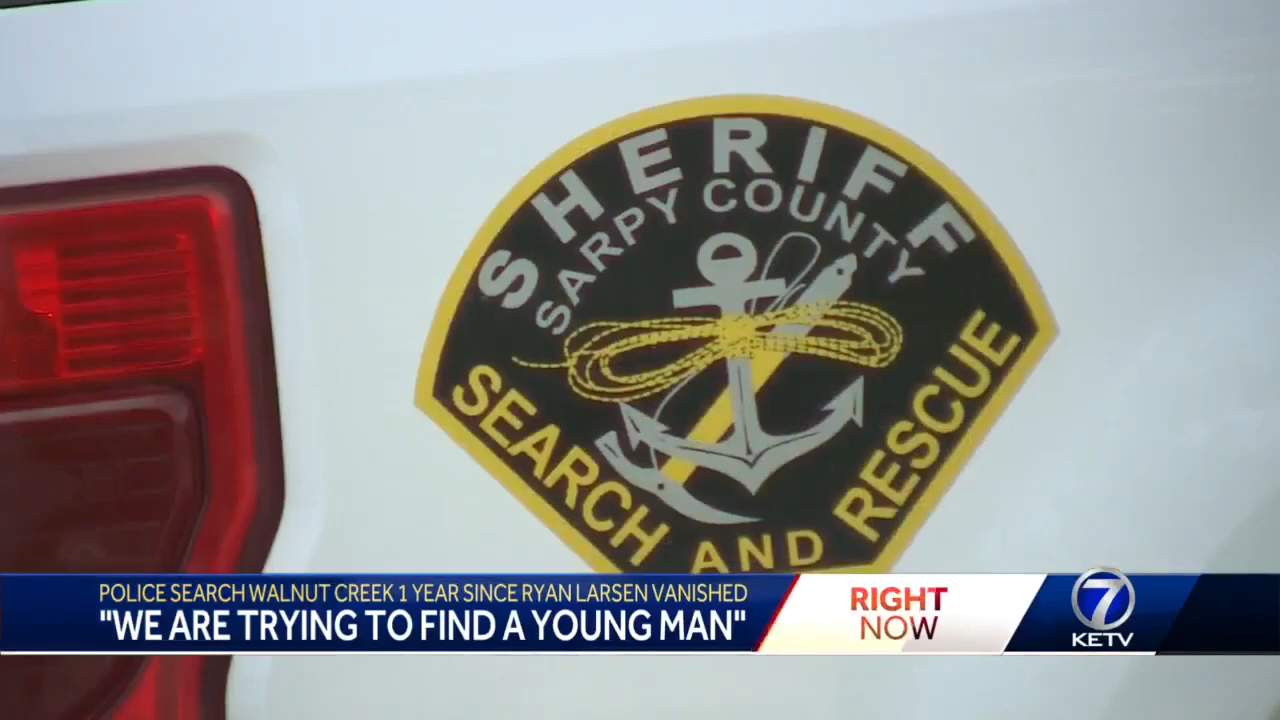 SHERIFF
SARPY COUNTY
SEARCH AND RESCUE
POLICE SEARCH WALNUT CREEK 1 YEAR SINCE RYAN LARSEN VANISHED
"WE ARE TRYING TO FIND A YOUNG MAN"
RIGHT
NOW
7
KETV